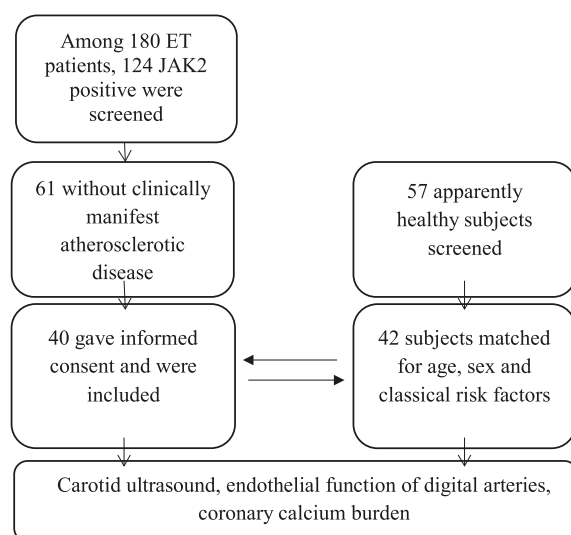 Among 180 ET
patients, 124 JAK2
positive were
screened
61 without clinically
manifest
atherosclerotic
disease
57 apparently
healthy subjects
screened
40 gave informed
consent and were
included
42 subjects matched
for age, sex and
classical risk factors
Carotid ultrasound, endothelial function of digital arteries,
coronary calcium burden